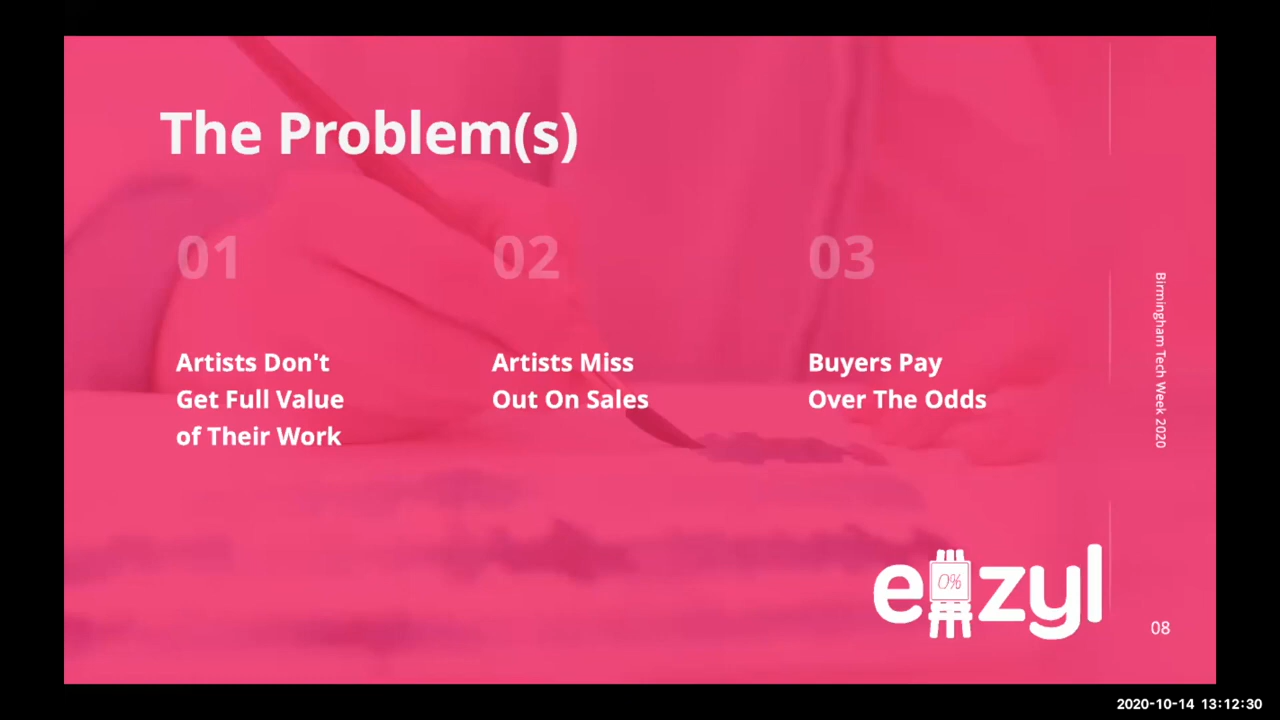 The Problem(s)
01
02
03
Artists Don't
Get Full Value
of Their Work
Artists Miss
Out On Sales
Buyers Pay
Over The Odds
Birmingham Tech Week 2020
e zyl
0%
08
2020-10-14 13:12:30